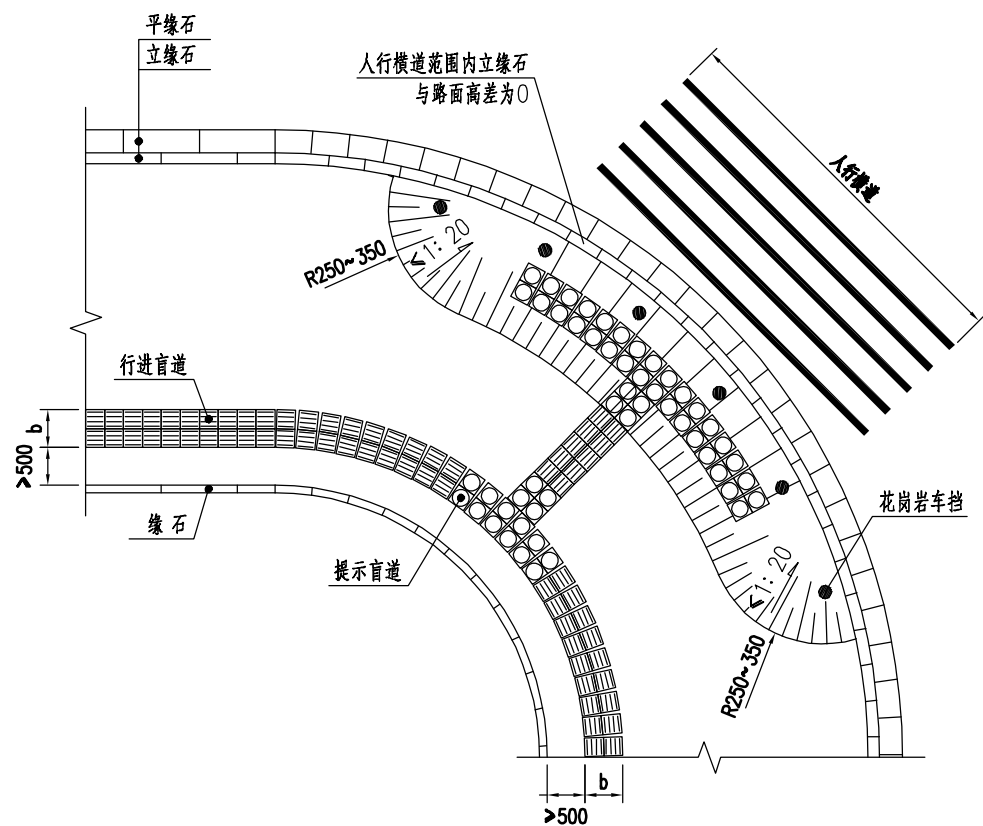 平缘石
立缘石
人行横道范围内立缘石
与路面高差为0
人行横道
≤1：20
R250~350
行进盲道
b
>500
缘石
提示盲道
花岗岩车挡
≤1：20
R250~350
b
>500